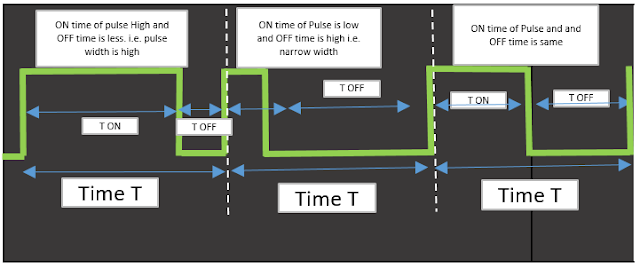 ON time of pulse High and
OFF time is less. i.e. pulse
width is high
ON time of Pulse is low
and OFF time is high i.e.
narrow width
ON time of Pulse and and
OFF time is same
T ON
T OFF
T OFF
T ON
T OFF
Time T
Time T
Time T